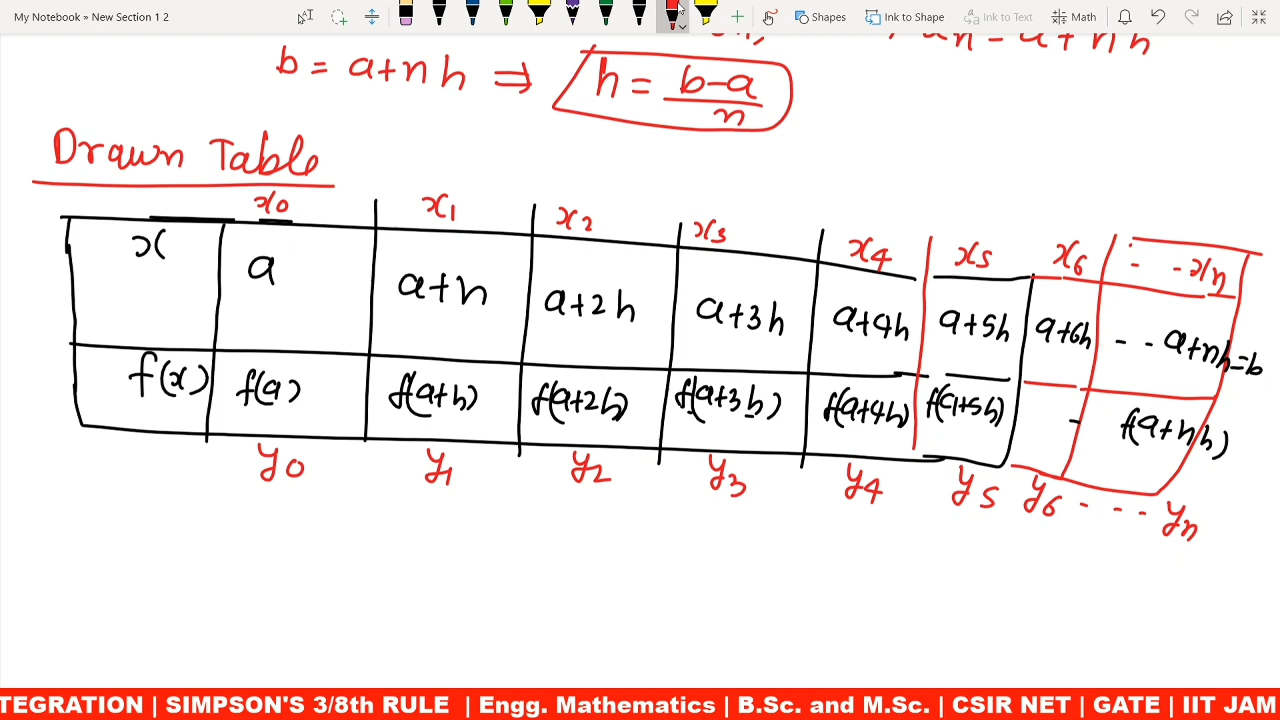 My Notebook » New Section 1 2
Shapes Ink to Shape Ink to Text Math
b = a+nh ⇒ h = b-a/n
Drawn Table
x0 x1 x2 x3 x4 x5 x6 - - xn
x a a+h a+2h a+3h a+4h a+5h a+6h - - a+nh=b
f(x) f(a) f(a+h) f(a+2h) f(a+3h) f(a+4h) f(a+5h) - f(a+nh)
y0 y1 y2 y3 y4 y5 y6 - - - - yn
TEGRATION | SIMPSON'S 3/8th RULE | Engg. Mathematics | B.Sc. and M.Sc. | CSIR NET | GATE | IIT JAM